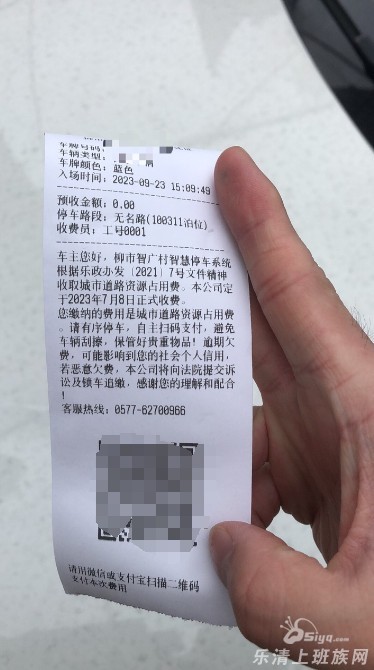 车牌号码:
车辆类型:
车牌颜色: 蓝色
入场时间: 2023-09-23 15:09:49
预收金额: 0.00
停车路段: 无名路(100311泊位)
收费员: 工号0001
车主您好, 柳市智广村智慧停车系统
根据乐政办发〔2021〕7号文件精神
收取城市道路资源占用费。本公司定
于2023年7月8日正式收费。
您缴纳的费用是城市道路资源占用费
。请有序停车, 自主扫码支付, 避免
车辆刮擦, 保管好贵重物品! 逾期欠
费, 可能影响到您的社会个人信用,
若恶意欠费, 本公司将向法院提交诉
讼及锁车追缴, 感谢您的理解和配合
!
客服热线: 0577-62700966
请用微信或支付宝扫描二维码
支付本次费用
Siyq.com
乐清上班族网